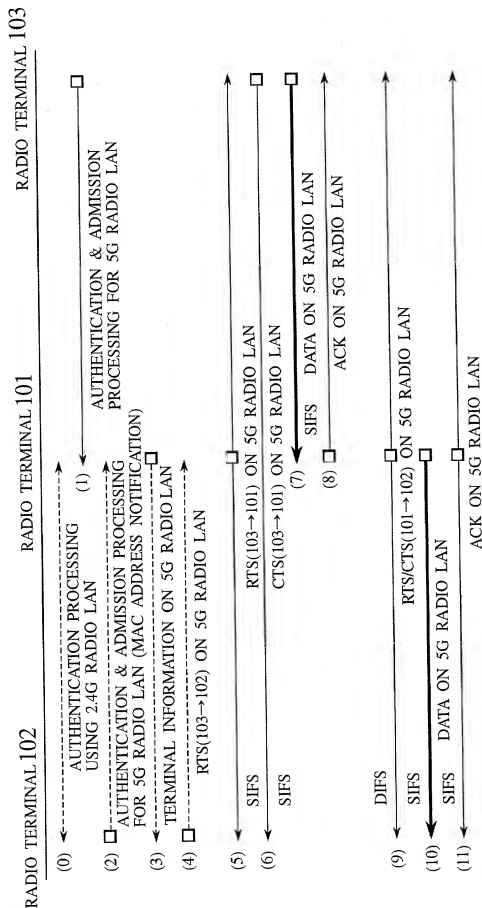 RADIO TERMINAL 102
RADIO TERMINAL 101
RADIO TERMINAL 103
(0)
AUTHENTICATION PROCESSING
USING 2.4G RADIO LAN
(1)
AUTHENTICATION & ADMISSION
PROCESSING FOR 5G RADIO LAN
(2)
AUTHENTICATION & ADMISSION PROCESSING
FOR 5G RADIO LAN (MAC ADDRESS NOTIFICATION)
(3)
TERMINAL INFORMATION ON 5G RADIO LAN
(4)
RTS(103→102) ON 5G RADIO LAN
(5)
SIFS
RTS(103→101) ON 5G RADIO LAN
(6)
SIFS
CTS(103→101) ON 5G RADIO LAN
(7)
SIFS
DATA ON 5G RADIO LAN
(8)
ACK ON 5G RADIO LAN
DIFS
(9)
SIFS
RTS/CTS(101→102) ON 5G RADIO LAN
(10)
SIFS
DATA ON 5G RADIO LAN
(11)
ACK ON 5G RADIO LAN